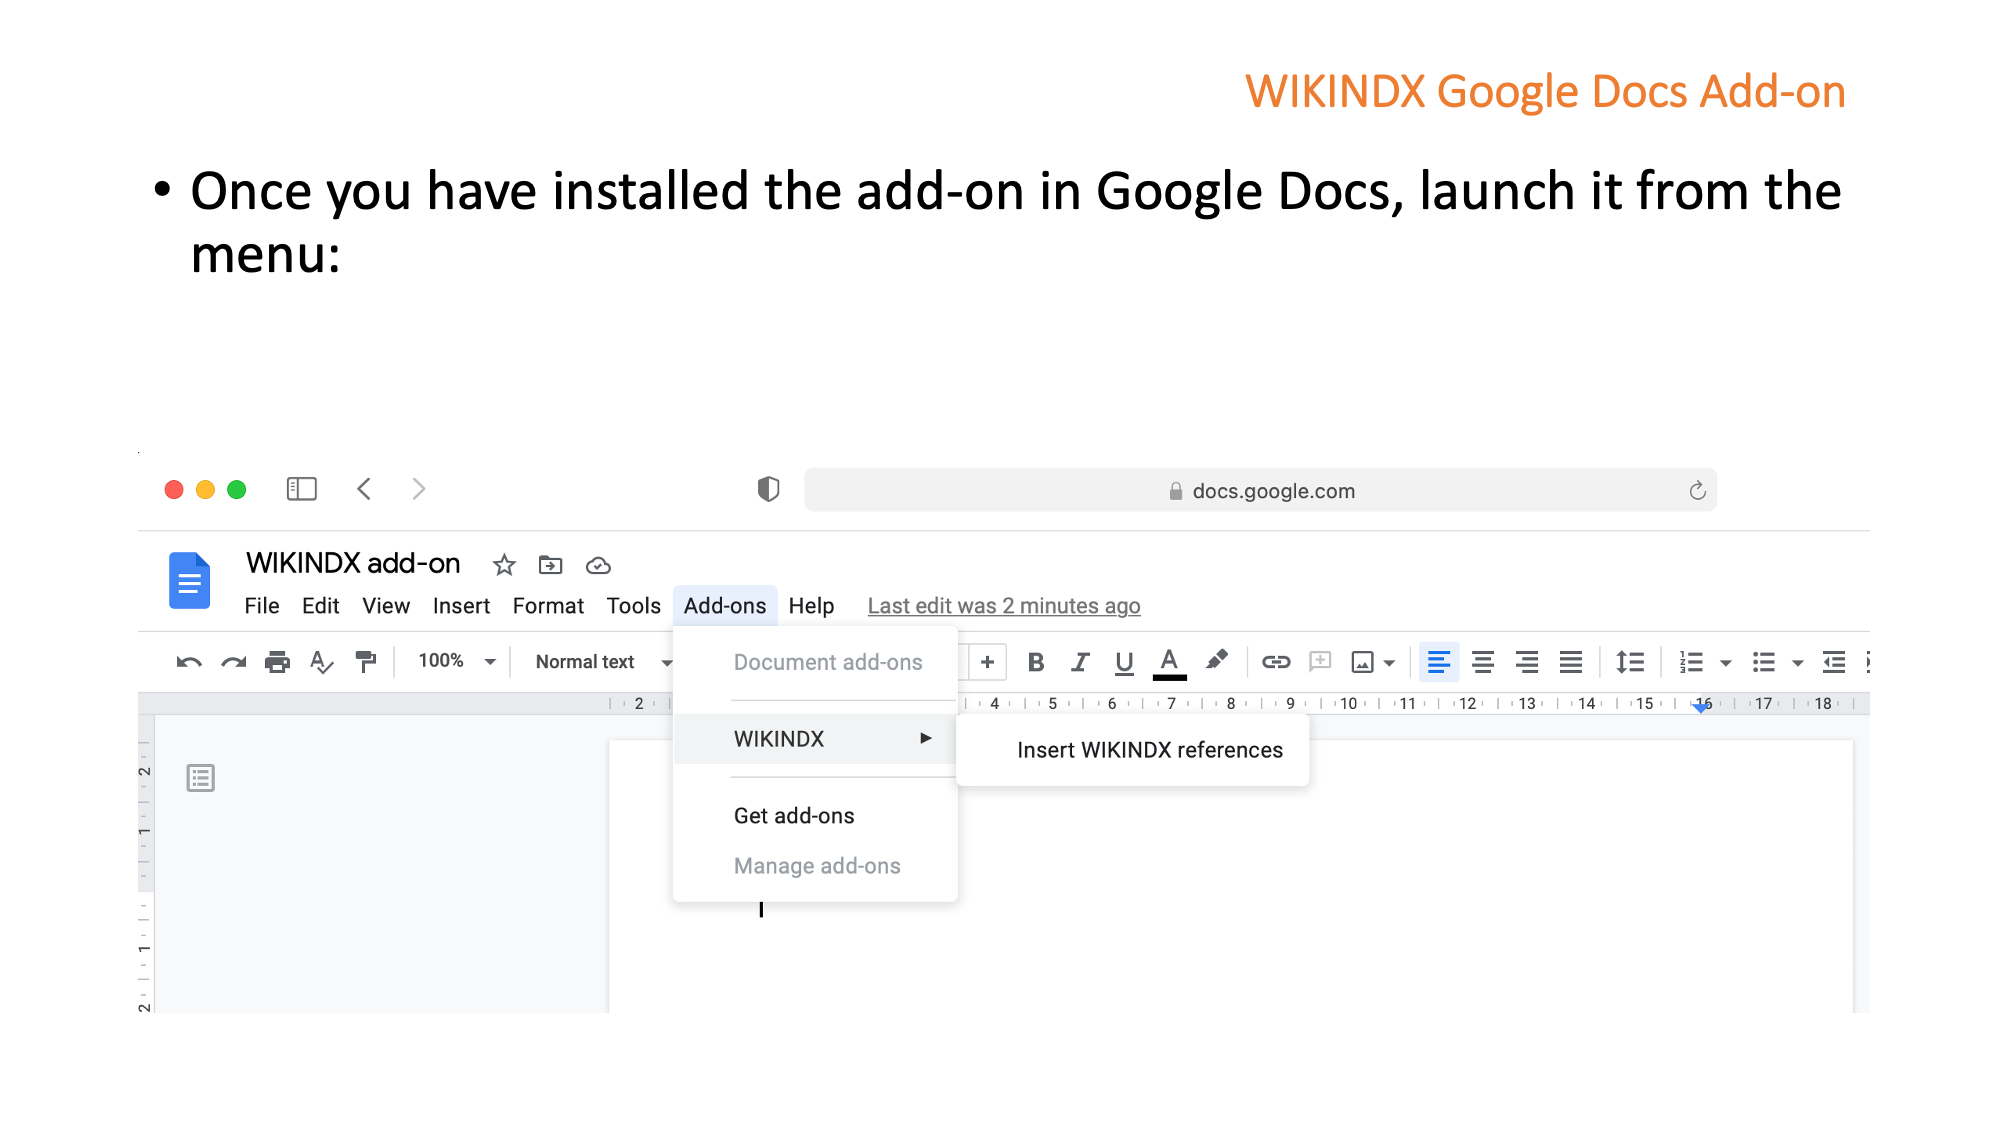 WIKINDX Google Docs Add-on
• Once you have installed the add-on in Google Docs, launch it from the
menu:
docs.google.com
WIKINDX add-on
File Edit View Insert Format Tools Add-ons Help Last edit was 2 minutes ago
100% Normal text
Document add-ons
2 4 5 6 7 8 9 10 11 12 13 14 15 16 17 18
WIKINDX
Insert WIKINDX references
Get add-ons
Manage add-ons
2
1
1
2